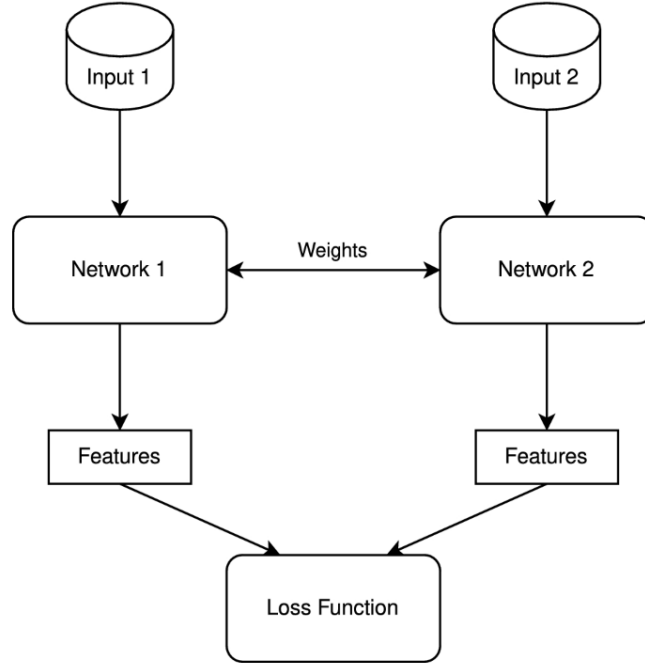 Input 1
Input 2
Network 1
Weights
Network 2
Features
Features
Loss Function